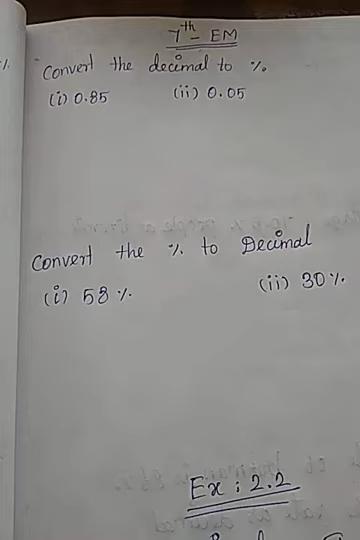 7th - EM
Convert the decimal to %.
(i) 0.85 (ii) 0.05
Convert the % to Decimal
(i) 53 % (ii) 30 %
Ex : 2.2